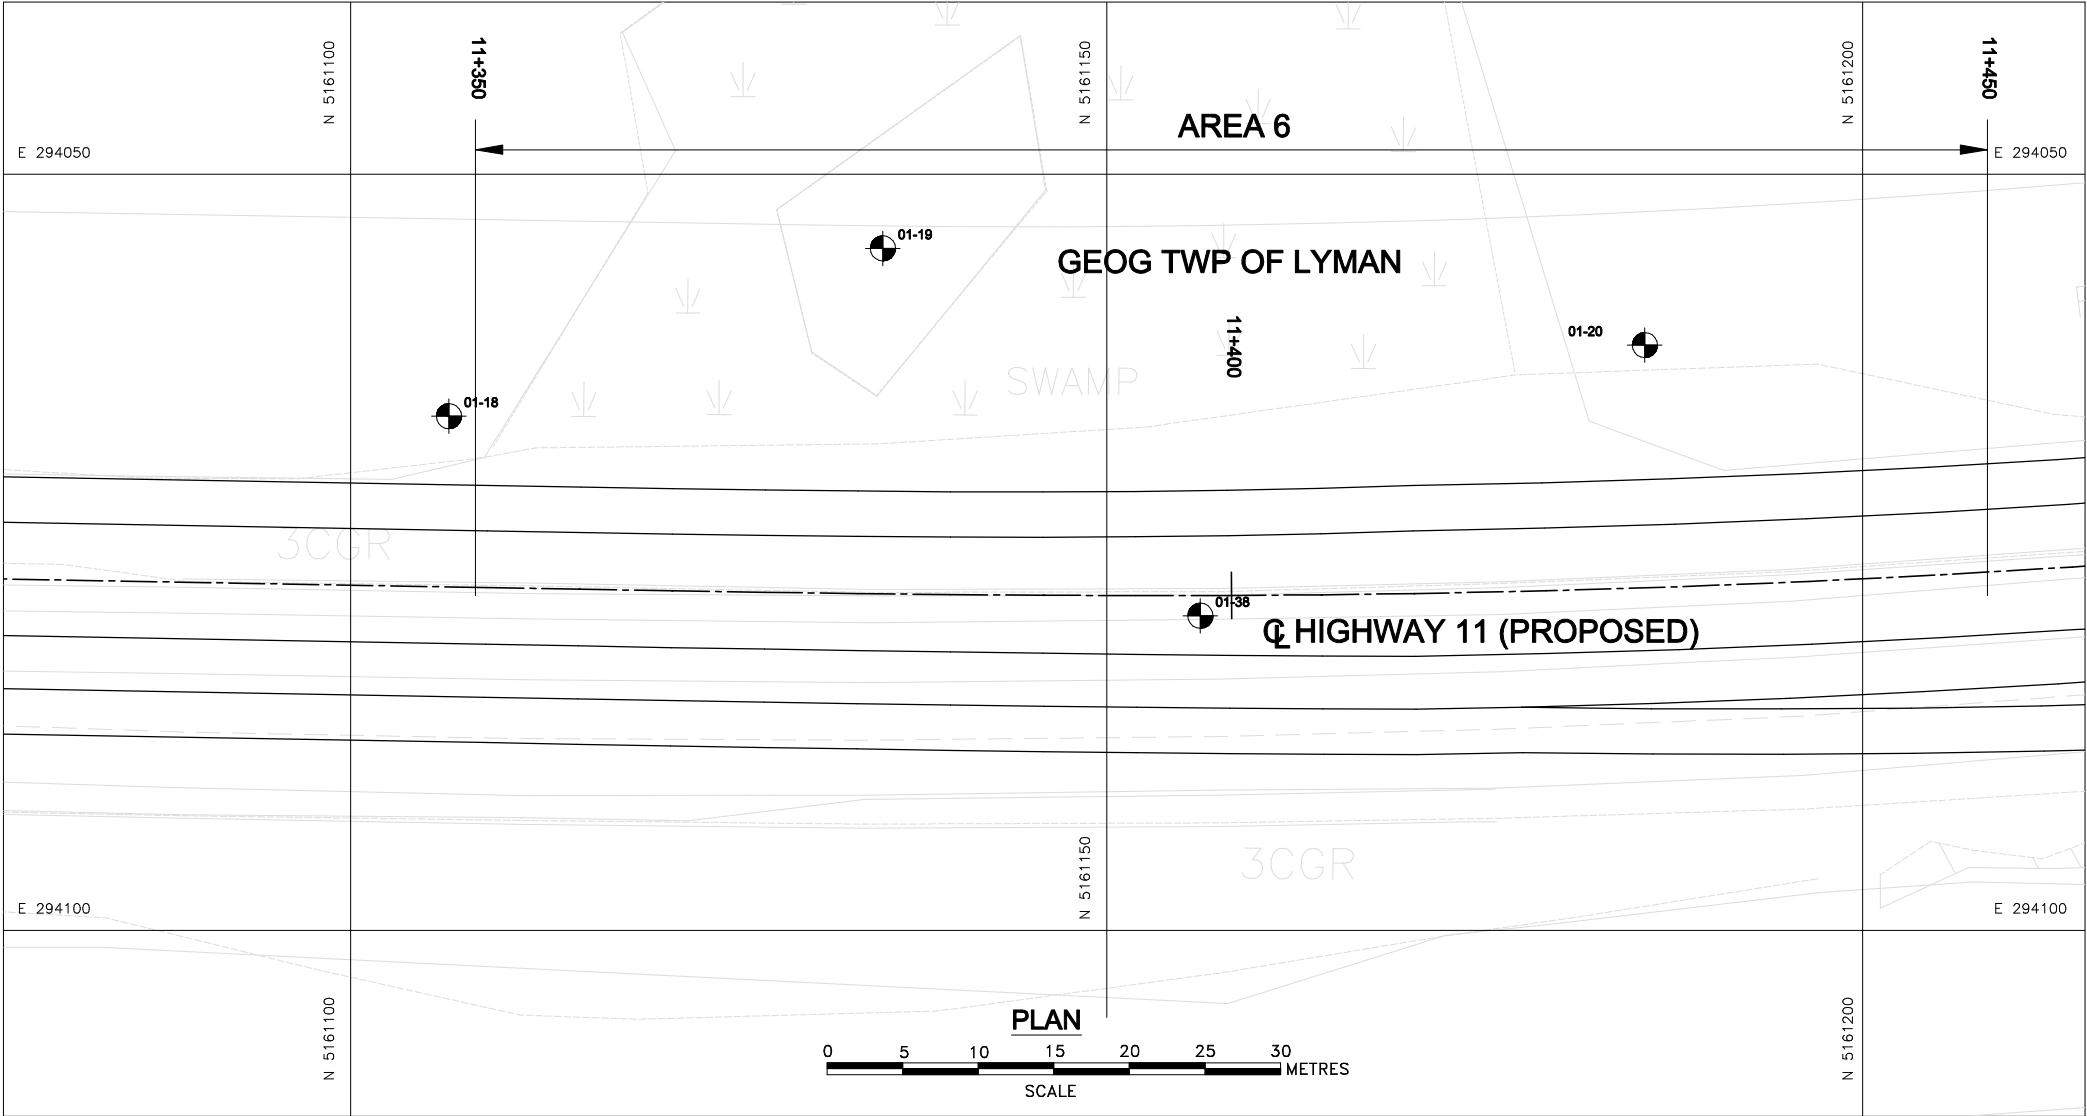 N 5161100
11+350
N 5161150
N 5161200
11+450
AREA 6
E 294050
E 294050
01-19
GEOG TWP OF LYMAN
11+400
01-20
SWAMP
01-18
3CGR
01-38
℄ HIGHWAY 11 (PROPOSED)
N 5161150
3CGR
E 294100
E 294100
N 5161100
N 5161200
PLAN
0 5 10 15 20 25 30
METRES
SCALE